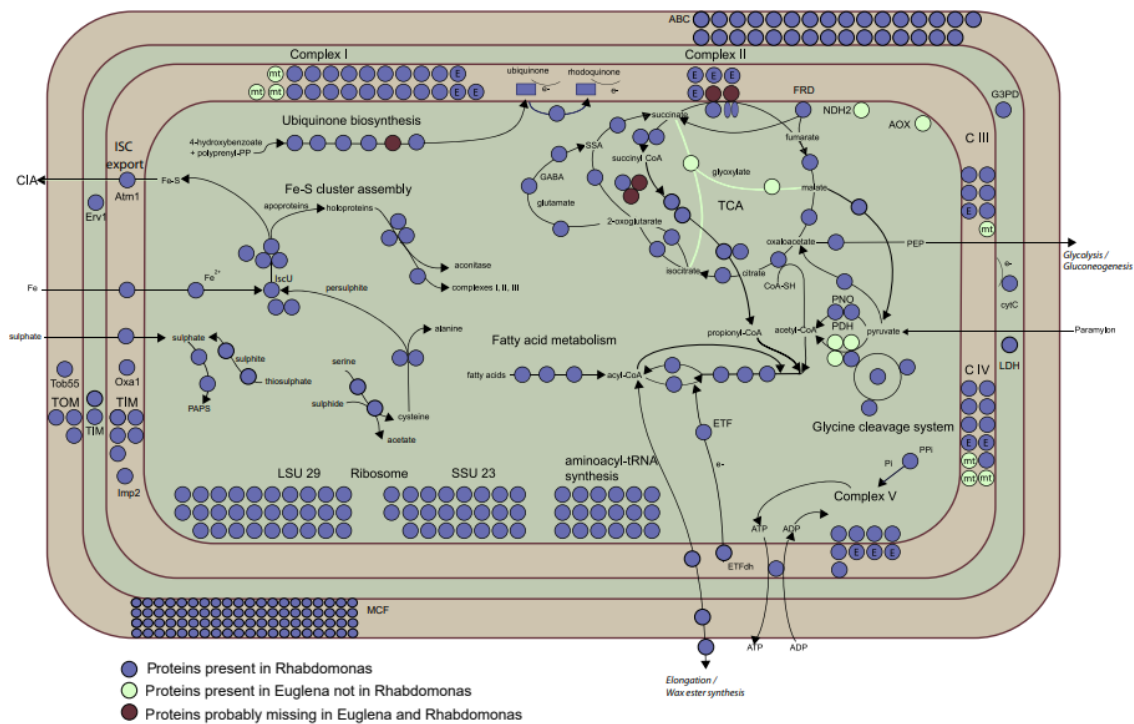 ABC
Complex I
Complex II
mt
E
mt
mt
E
E
ubiquinone
e-
rhodoquinone
e-
E
E
E
E
FRD
NDH2
AOX
G3PD
C III
Ubiquinone biosynthesis
4-hydroxybenzoate
+ polyprenyl-PP
succinate
fumarate
SSA
succinyl CoA
GABA
glyoxylate
malate
glutamate
TCA
2-oxoglutarate
oxaloacetate
PEP
isocitrate
citrate
CoA-SH
E
mt
Glycolysis /
Gluconeogenesis
e-
cytC
ISC
export
CIA
Atm1
Fe-S
Erv1
Fe-S cluster assembly
apoproteins
holoproteins
aconitase
complexes I, II, III
IscU
Fe
Fe2+
persulphite
alanine
sulphate
sulphate
sulphite
thiosulphate
PAPS
serine
sulphide
cysteine
acetate
Fatty acid metabolism
fatty acids
acyl-CoA
propionyl-CoA
acetyl-CoA
PNO
PDH
pyruvate
Paramylon
LDH
Glycine cleavage system
C IV
E
E
mt
mt
mt
Tob55
TOM
TIM
Oxa1
TIM
Imp2
ETF
e-
ETFdh
LSU 29
Ribosome
SSU 23
aminoacyl-tRNA
synthesis
Pi
PPi
Complex V
ATP
ADP
E
E
E
MCF
ATP
ADP
Elongation /
Wax ester synthesis
Proteins present in Rhabdomonas
Proteins present in Euglena not in Rhabdomonas
Proteins probably missing in Euglena and Rhabdomonas